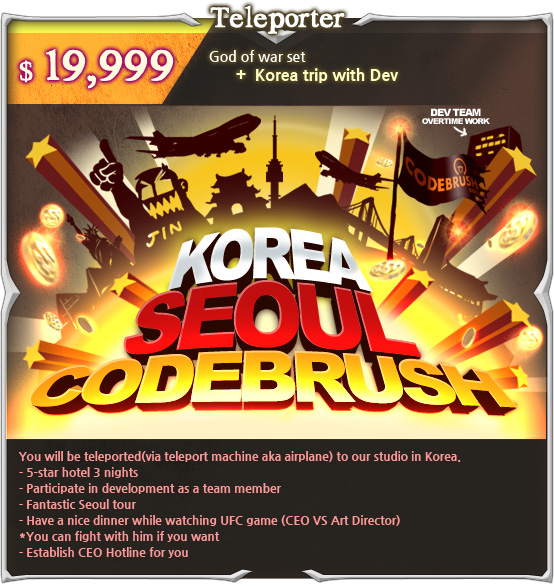 Teleporter
$ 19,999
God of war set
+ Korea trip with Dev
DEV TEAM
OVERTIME WORK
CODEBRUSH
JIN
KOREA
SEOUL
CODEBRUSH
You will be teleported(via teleport machine aka airplane) to our studio in Korea.
- 5-star hotel 3 nights
- Participate in development as a team member
- Fantastic Seoul tour
- Have a nice dinner while watching UFC game (CEO VS Art Director)
*You can fight with him if you want
- Establish CEO Hotline for you